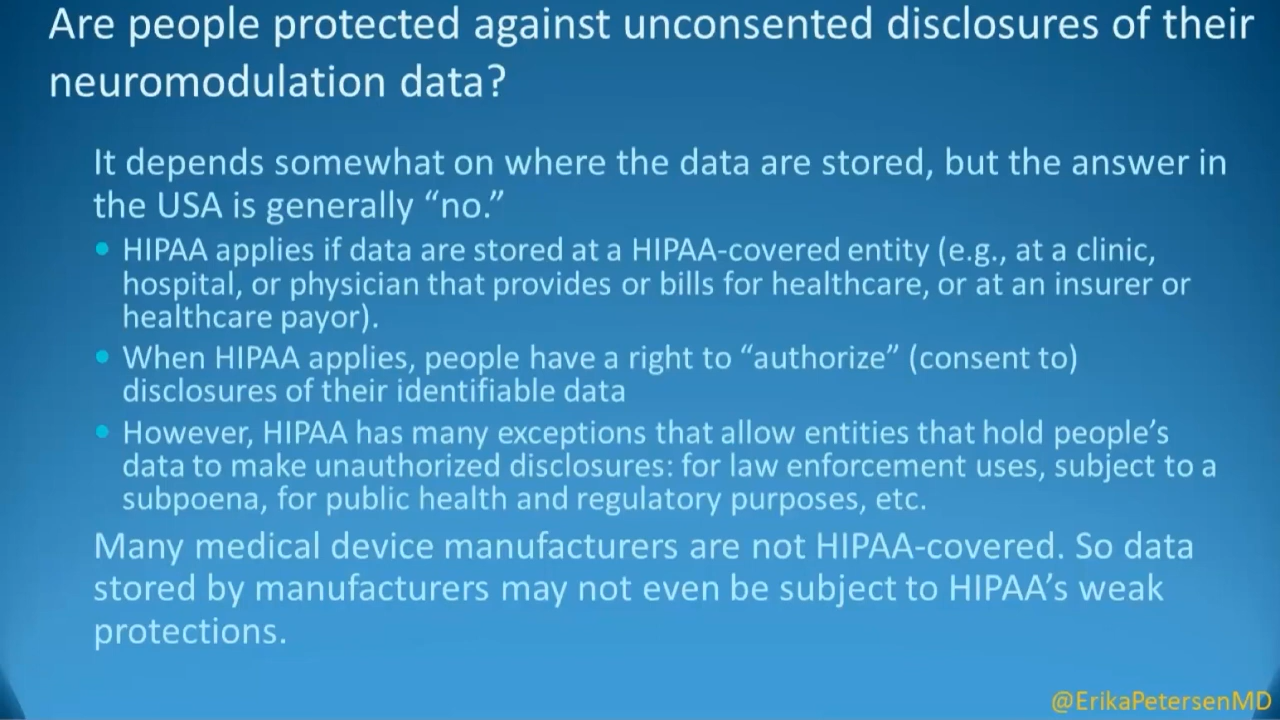 Are people protected against unconsented disclosures of their
neuromodulation data?
It depends somewhat on where the data are stored, but the answer in
the USA is generally “no.”
• HIPAA applies if data are stored at a HIPAA-covered entity (e.g., at a clinic,
hospital, or physician that provides or bills for healthcare, or at an insurer or
healthcare payor).
• When HIPAA applies, people have a right to “authorize” (consent to)
disclosures of their identifiable data
• However, HIPAA has many exceptions that allow entities that hold people’s
data to make unauthorized disclosures: for law enforcement uses, subject to a
subpoena, for public health and regulatory purposes, etc.
Many medical device manufacturers are not HIPAA-covered. So data
stored by manufacturers may not even be subject to HIPAA’s weak
protections.
@ErikaPetersenMD